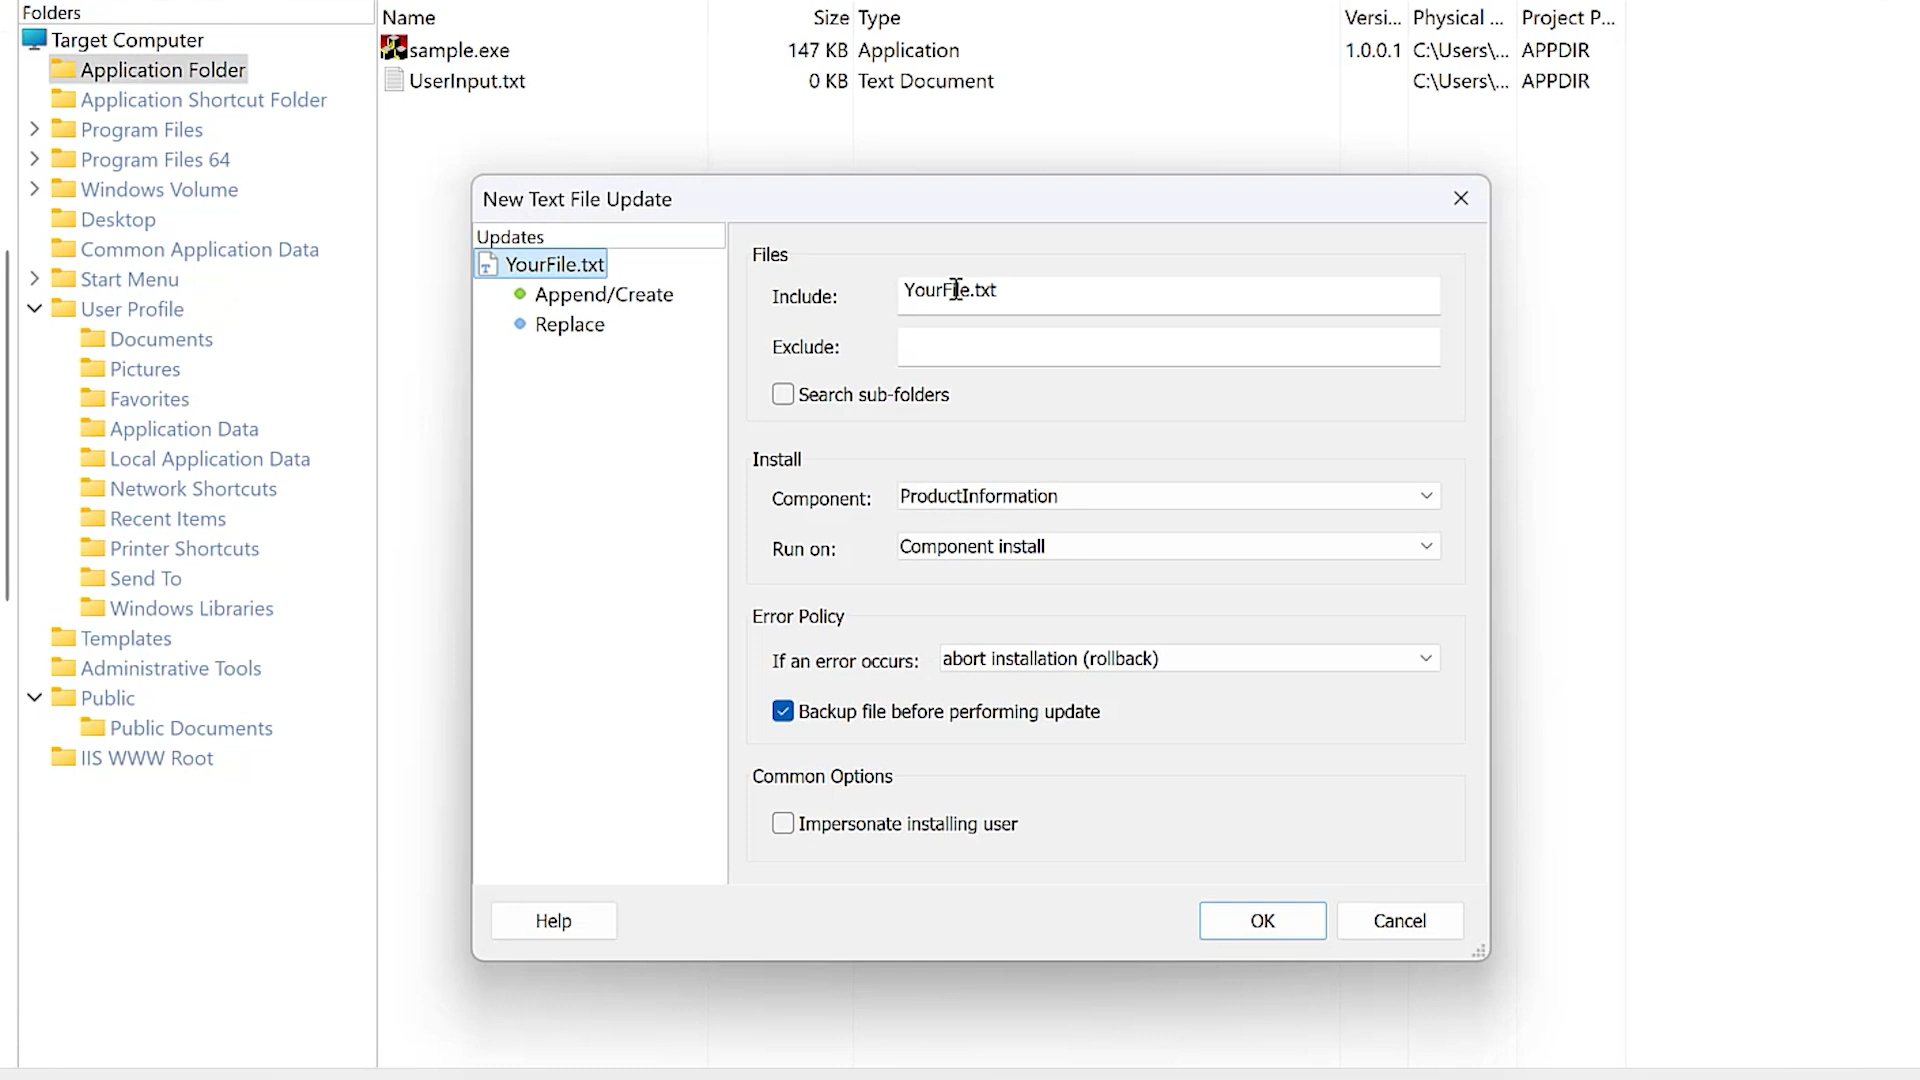 Folders
Target Computer
Application Folder
Application Shortcut Folder
Program Files
Program Files 64
Windows Volume
Desktop
Common Application Data
Start Menu
User Profile
Documents
Pictures
Favorites
Application Data
Local Application Data
Network Shortcuts
Recent Items
Printer Shortcuts
Send To
Windows Libraries
Templates
Administrative Tools
Public
Public Documents
IIS WWW Root
Name Size Type Versi... Physical ... Project P...
sample.exe 147 KB Application 1.0.0.1 C:\Users\... APPDIR
UserInput.txt 0 KB Text Document C:\Users\... APPDIR
New Text File Update
Updates
YourFile.txt
Append/Create
Replace
Files
Include: YourFile.txt
Exclude:
Search sub-folders
Install
Component: ProductInformation
Run on: Component install
Error Policy
If an error occurs: abort installation (rollback)
Backup file before performing update
Common Options
Impersonate installing user
Help OK Cancel